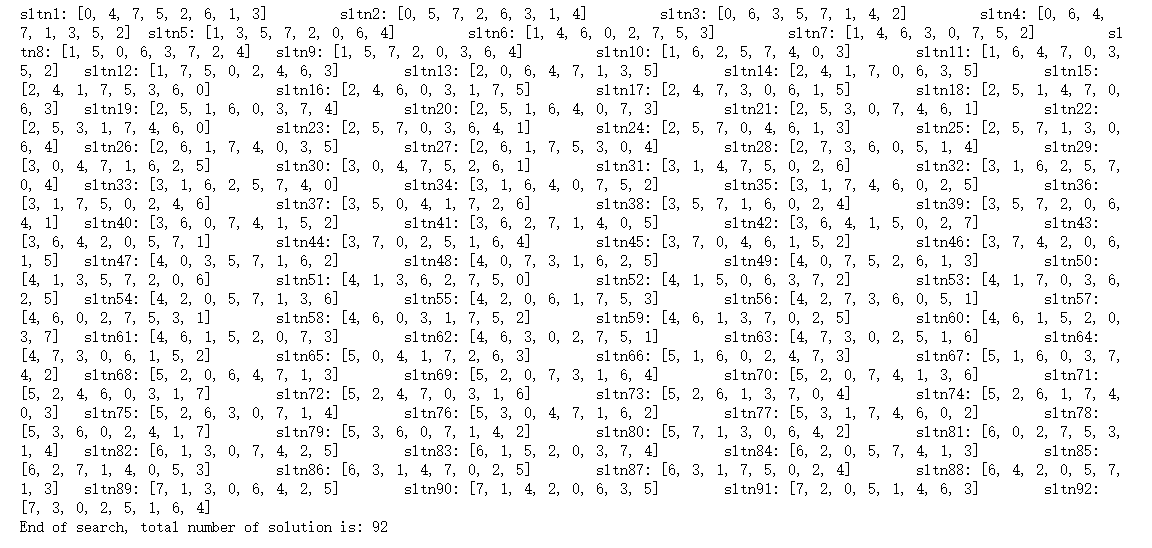 sltn1: [0, 4, 7, 5, 2, 6, 1, 3] sltn2: [0, 5, 7, 2, 6, 3, 1, 4] sltn3: [0, 6, 3, 5, 7, 1, 4, 2] sltn4: [0, 6, 4,
7, 1, 3, 5, 2] sltn5: [1, 3, 5, 7, 2, 0, 6, 4] sltn6: [1, 4, 6, 0, 2, 7, 5, 3] sltn7: [1, 4, 6, 3, 0, 7, 5, 2] sl
tn8: [1, 5, 0, 6, 3, 7, 2, 4] sltn9: [1, 5, 7, 2, 0, 3, 6, 4] sltn10: [1, 6, 2, 5, 7, 4, 0, 3] sltn11: [1, 6, 4, 7, 0, 3,
5, 2] sltn12: [1, 7, 5, 0, 2, 4, 6, 3] sltn13: [2, 0, 6, 4, 7, 1, 3, 5] sltn14: [2, 4, 1, 7, 0, 6, 3, 5] sltn15:
[2, 4, 1, 7, 5, 3, 6, 0] sltn16: [2, 4, 6, 0, 3, 1, 7, 5] sltn17: [2, 4, 7, 3, 0, 6, 1, 5] sltn18: [2, 5, 1, 4, 7, 0,
6, 3] sltn19: [2, 5, 1, 6, 0, 3, 7, 4] sltn20: [2, 5, 1, 6, 4, 0, 7, 3] sltn21: [2, 5, 3, 0, 7, 4, 6, 1] sltn22:
[2, 5, 3, 1, 7, 4, 6, 0] sltn23: [2, 5, 7, 0, 3, 6, 4, 1] sltn24: [2, 5, 7, 0, 4, 6, 1, 3] sltn25: [2, 5, 7, 1, 3, 0,
6, 4] sltn26: [2, 6, 1, 7, 4, 0, 3, 5] sltn27: [2, 6, 1, 7, 5, 3, 0, 4] sltn28: [2, 7, 3, 6, 0, 5, 1, 4] sltn29:
[3, 0, 4, 7, 1, 6, 2, 5] sltn30: [3, 0, 4, 7, 5, 2, 6, 1] sltn31: [3, 1, 4, 7, 5, 0, 2, 6] sltn32: [3, 1, 6, 2, 5, 7,
0, 4] sltn33: [3, 1, 6, 2, 5, 7, 4, 0] sltn34: [3, 1, 6, 4, 0, 7, 5, 2] sltn35: [3, 1, 7, 4, 6, 0, 2, 5] sltn36:
[3, 1, 7, 5, 0, 2, 4, 6] sltn37: [3, 5, 0, 4, 1, 7, 2, 6] sltn38: [3, 5, 7, 1, 6, 0, 2, 4] sltn39: [3, 5, 7, 2, 0, 6,
4, 1] sltn40: [3, 6, 0, 7, 4, 1, 5, 2] sltn41: [3, 6, 2, 7, 1, 4, 0, 5] sltn42: [3, 6, 4, 1, 5, 0, 2, 7] sltn43:
[3, 6, 4, 2, 0, 5, 7, 1] sltn44: [3, 7, 0, 2, 5, 1, 6, 4] sltn45: [3, 7, 0, 4, 6, 1, 5, 2] sltn46: [3, 7, 4, 2, 0, 6,
1, 5] sltn47: [4, 0, 3, 5, 7, 1, 6, 2] sltn48: [4, 0, 7, 3, 1, 6, 2, 5] sltn49: [4, 0, 7, 5, 2, 6, 1, 3] sltn50:
[4, 1, 3, 5, 7, 2, 0, 6] sltn51: [4, 1, 3, 6, 2, 7, 5, 0] sltn52: [4, 1, 5, 0, 6, 3, 7, 2] sltn53: [4, 1, 7, 0, 3, 6,
2, 5] sltn54: [4, 2, 0, 5, 7, 1, 3, 6] sltn55: [4, 2, 0, 6, 1, 7, 5, 3] sltn56: [4, 2, 7, 3, 6, 0, 5, 1] sltn57:
[4, 6, 0, 2, 7, 5, 3, 1] sltn58: [4, 6, 0, 3, 1, 7, 5, 2] sltn59: [4, 6, 1, 3, 7, 0, 2, 5] sltn60: [4, 6, 1, 5, 2, 0,
3, 7] sltn61: [4, 6, 1, 5, 2, 0, 7, 3] sltn62: [4, 6, 3, 0, 2, 7, 5, 1] sltn63: [4, 7, 3, 0, 2, 5, 1, 6] sltn64:
[4, 7, 3, 0, 6, 1, 5, 2] sltn65: [5, 0, 4, 1, 7, 2, 6, 3] sltn66: [5, 1, 6, 0, 2, 4, 7, 3] sltn67: [5, 1, 6, 0, 3, 7,
4, 2] sltn68: [5, 2, 0, 6, 4, 7, 1, 3] sltn69: [5, 2, 0, 7, 3, 1, 6, 4] sltn70: [5, 2, 0, 7, 4, 1, 3, 6] sltn71:
[5, 2, 4, 6, 0, 3, 1, 7] sltn72: [5, 2, 4, 7, 0, 3, 1, 6] sltn73: [5, 2, 6, 1, 3, 7, 0, 4] sltn74: [5, 2, 6, 1, 7, 4,
0, 3] sltn75: [5, 2, 6, 3, 0, 7, 1, 4] sltn76: [5, 3, 0, 4, 7, 1, 6, 2] sltn77: [5, 3, 1, 7, 4, 6, 0, 2] sltn78:
[5, 3, 6, 0, 2, 4, 1, 7] sltn79: [5, 3, 6, 0, 7, 1, 4, 2] sltn80: [5, 7, 1, 3, 0, 6, 4, 2] sltn81: [6, 0, 2, 7, 5, 3,
1, 4] sltn82: [6, 1, 3, 0, 7, 4, 2, 5] sltn83: [6, 1, 5, 2, 0, 3, 7, 4] sltn84: [6, 2, 0, 5, 7, 4, 1, 3] sltn85:
[6, 2, 7, 1, 4, 0, 5, 3] sltn86: [6, 3, 1, 4, 7, 0, 2, 5] sltn87: [6, 3, 1, 7, 5, 0, 2, 4] sltn88: [6, 4, 2, 0, 5, 7,
1, 3] sltn89: [7, 1, 3, 0, 6, 4, 2, 5] sltn90: [7, 1, 4, 2, 0, 6, 3, 5] sltn91: [7, 2, 0, 5, 1, 4, 6, 3] sltn92:
[7, 3, 0, 2, 5, 1, 6, 4]
End of search, total number of solution is: 92